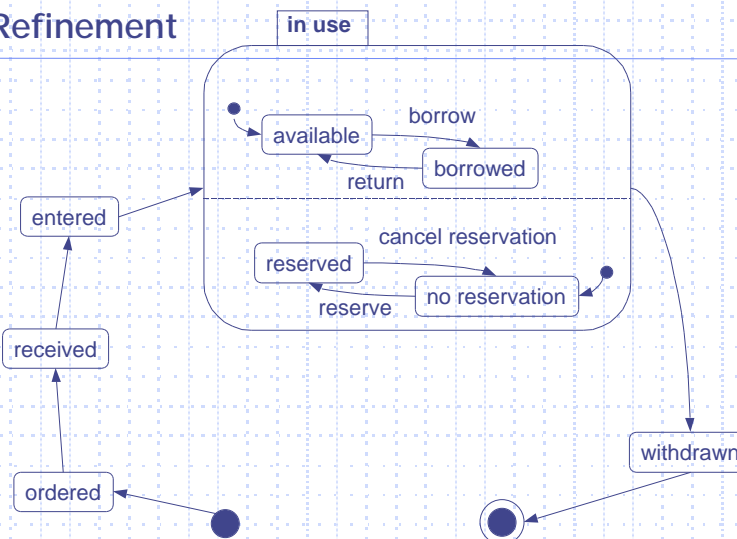 Refinement
in use
borrow
available
borrowed
return
entered
cancel reservation
reserved
no reservation
reserve
received
withdrawn
ordered